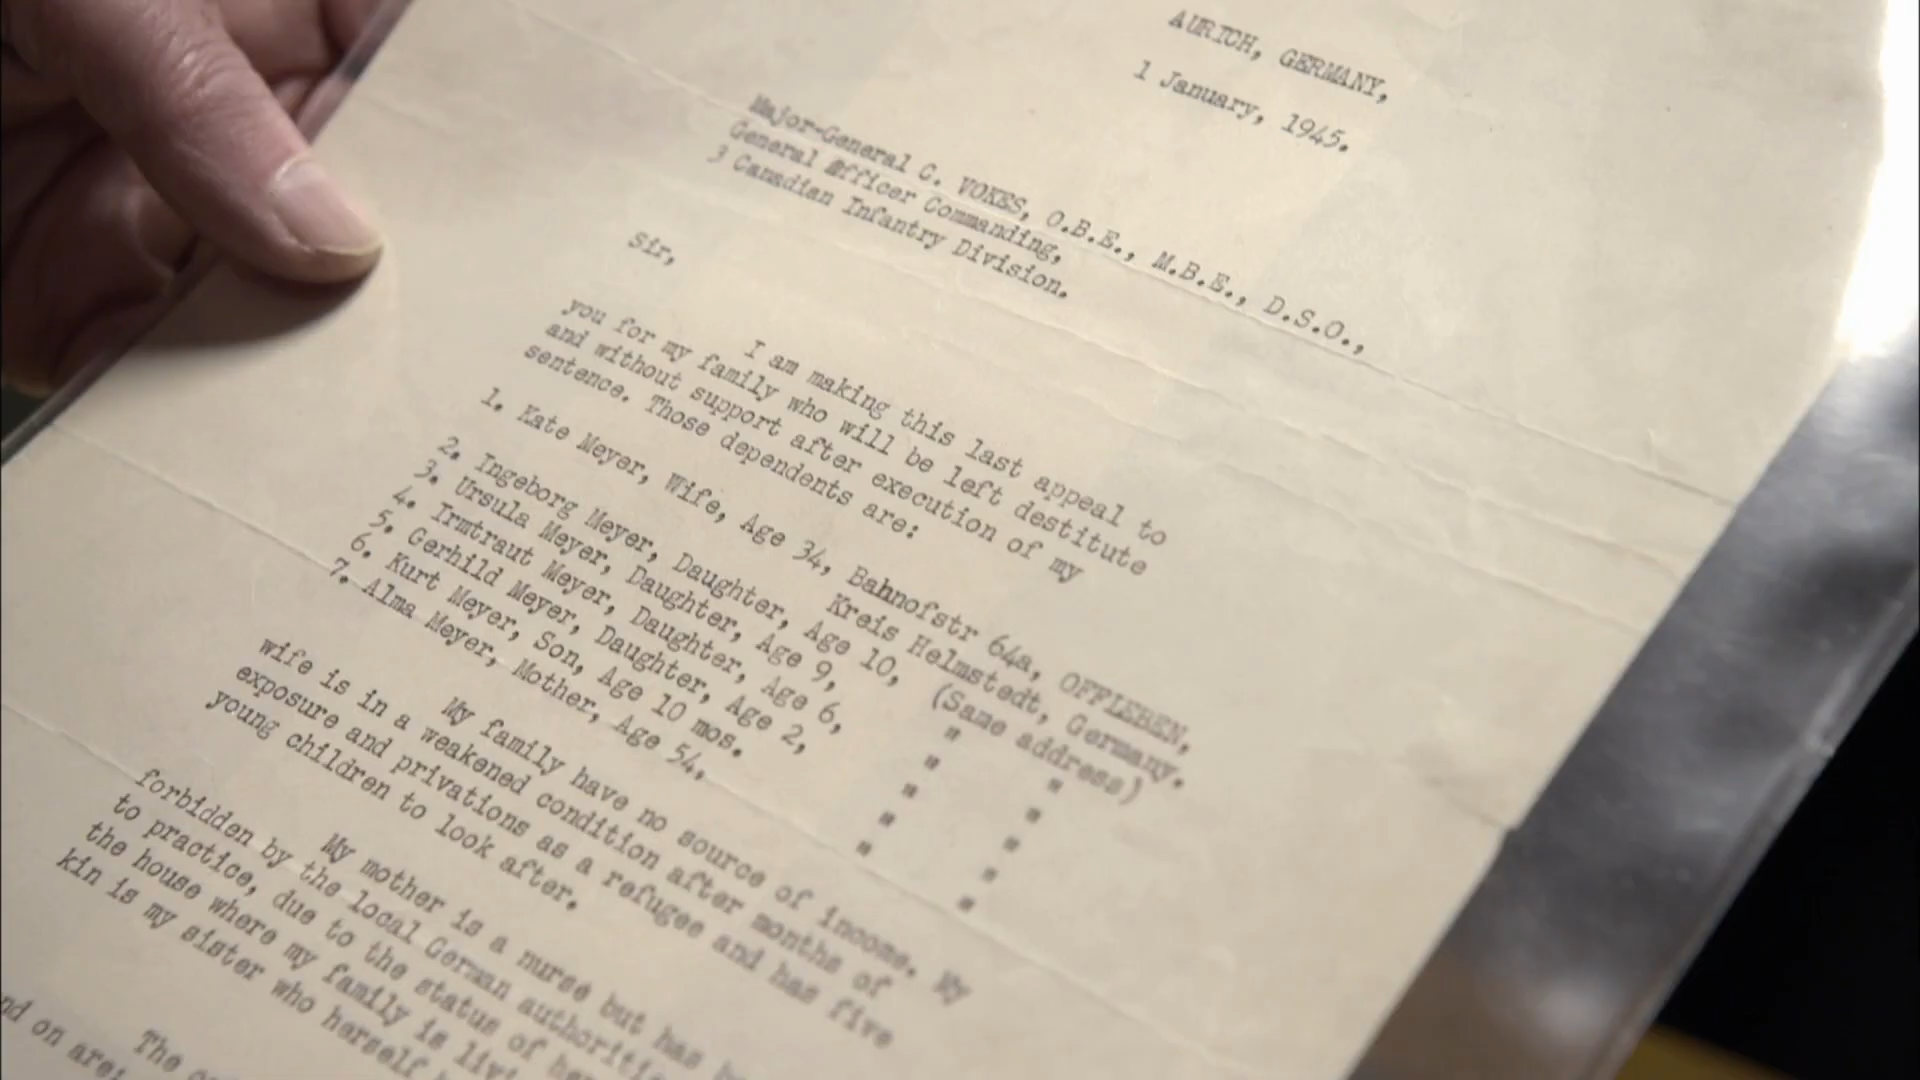 AURICH, GERMANY,
1 January, 1945.
Major-General C. VOKES, O.B.E., M.B.E., D.S.O.,
General Officer Commanding,
3 Canadian Infantry Division.
Sir,
I am making this last appeal to
you for my family who will be left destitute
and without support after execution of my
sentence. Those dependents are:
1. Kate Meyer, Wife, Age 34, Bahnofstr 64a, OFFLEBEN,
Kreis Helmstedt, Germany.
2. Ingeborg Meyer, Daughter, Age 10, (Same address)
3. Ursula Meyer, Daughter, Age 9, " "
4. Irmtraut Meyer, Daughter, Age 6, " "
5. Gerhild Meyer, Daughter, Age 2, " "
6. Kurt Meyer, Son, Age 10 mos. " "
7. Alma Meyer, Mother, Age 54, " "
My family have no source of income. My
wife is in a weakened condition after months of
exposure and privations as a refugee and has five
young children to look after.
My mother is a nurse but has
forbidden by the local German
to practice, due to the status of
the house where my family is
kin is my sister who herself
The
on are: